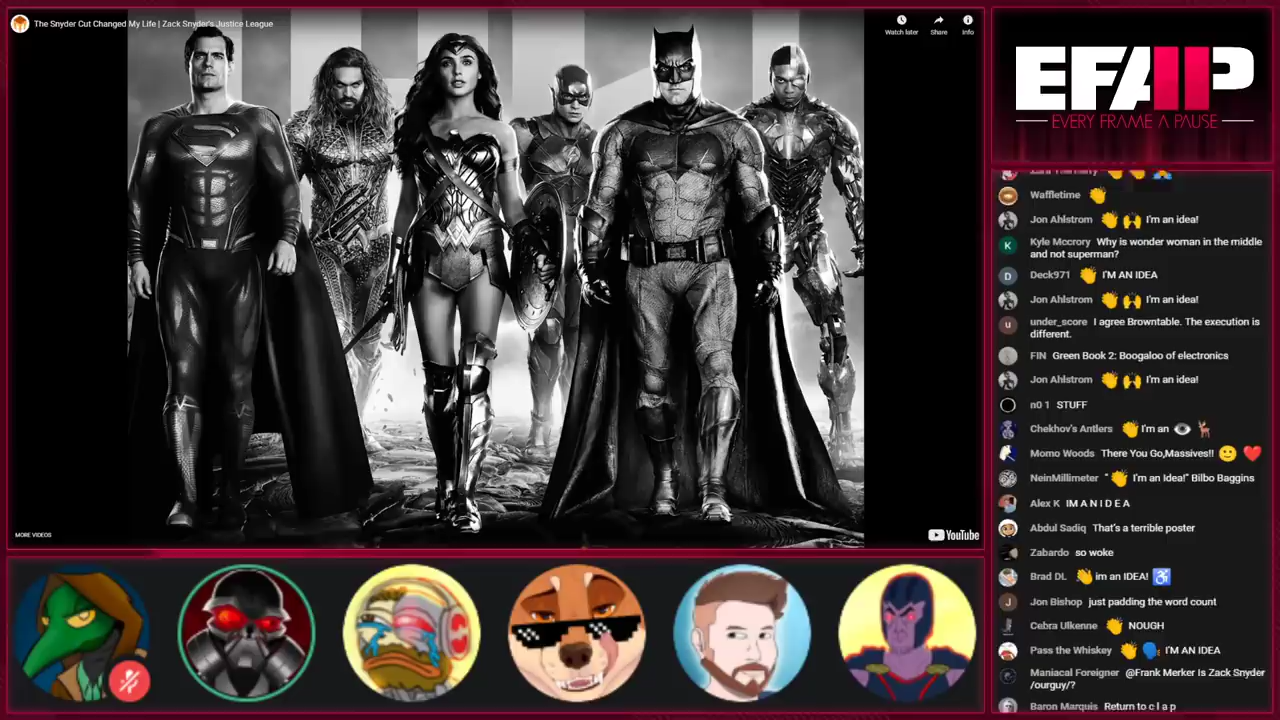 The Snyder Cut Changed My Life | Zack Snyder's Justice League
Watch later
Share
Info
MORE VIDEOS
YouTube
EFAP
EVERY FRAME A PAUSE
Waffletime 👏
Jon Ahlstrom 👏 🙌 I'm an idea!
Kyle Mccrory Why is wonder woman in the middle
and not superman?
Deck971 👏 I'M AN IDEA
Jon Ahlstrom 👏 🙌 I'm an idea!
under_score I agree Browntable. The execution is
different.
FIN Green Book 2: Boogaloo of electronics
Jon Ahlstrom 👏 🙌 I'm an idea!
n0 1 STUFF
Chekhov's Antlers 👏 I'm an 👁 🦌
Momo Woods There You Go,Massives!! 🙂 ❤
NeinMillimeter " 👏 I'm an Idea!" Bilbo Baggins
Alex K I M A N I D E A
Abdul Sadiq That's a terrible poster
Zabardo so woke
Brad DL 👏 im an IDEA! ♿
Jon Bishop just padding the word count
Cebra Ulkenne 👏 NOUGH
Pass the Whiskey 👏 🗣 I'M AN IDEA
Maniacal Foreigner @Frank Merker Is Zack Snyder
/ourguy/?
Baron Marquis Return to c l a p